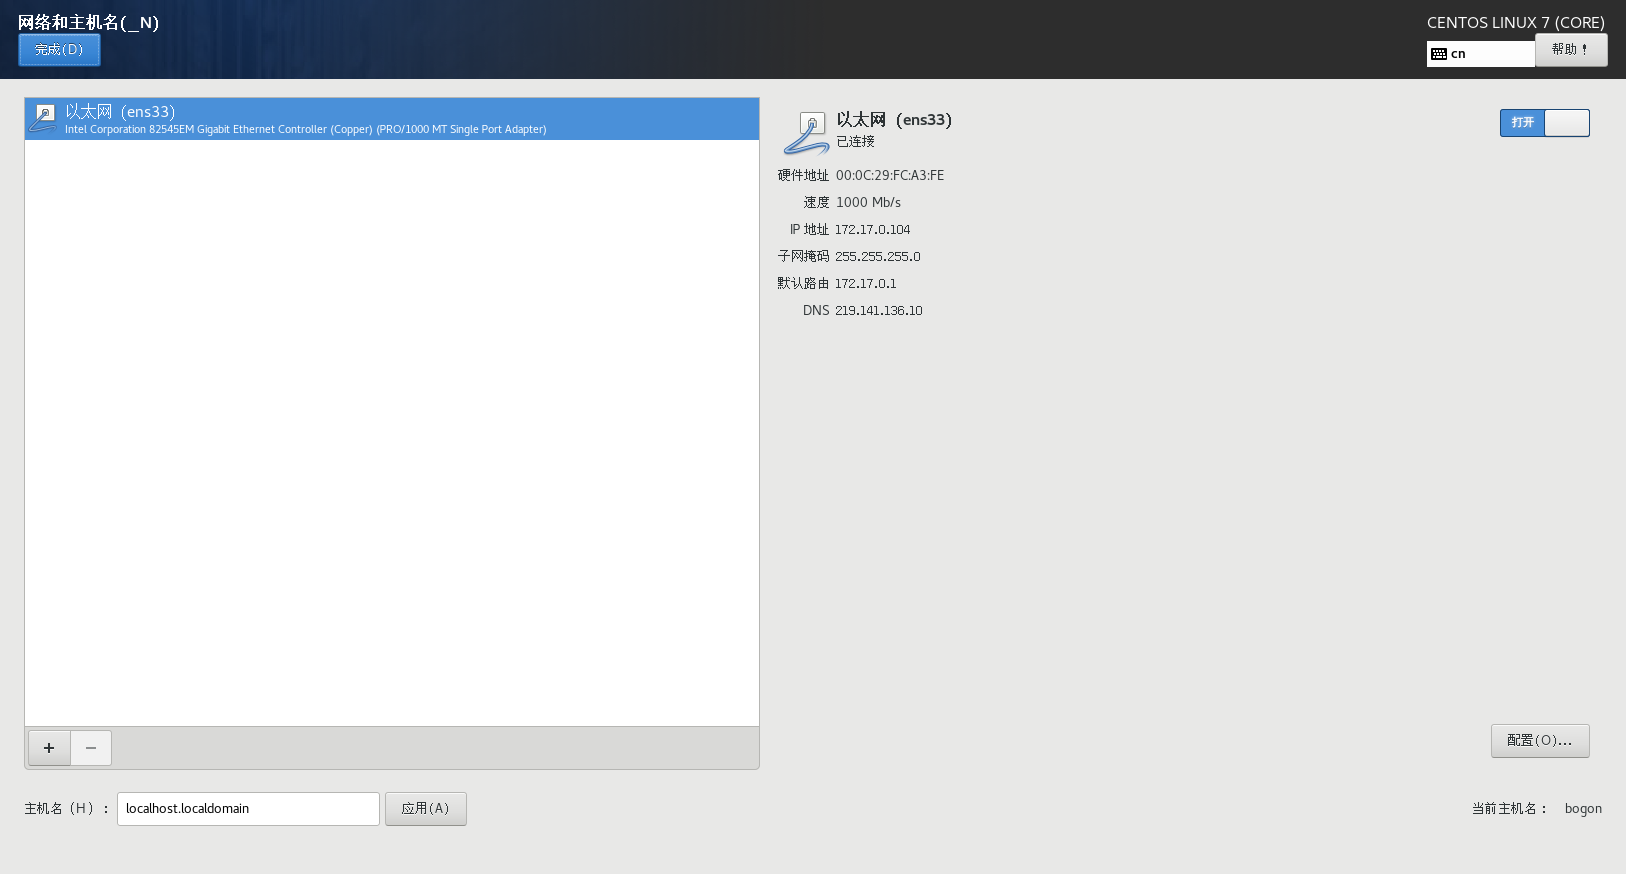 网络和主机名(_N)
完成(D)
CENTOS LINUX 7 (CORE)
cn
帮助！
以太网（ens33）
Intel Corporation 82545EM Gigabit Ethernet Controller (Copper) (PRO/1000 MT Single Port Adapter)
以太网（ens33）
已连接
打开
硬件地址 00:0C:29:FC:A3:FE
速度 1000 Mb/s
IP 地址 172.17.0.104
子网掩码 255.255.255.0
默认路由 172.17.0.1
DNS 219.141.136.10
+ −
配置(O)...
主机名（H）： localhost.localdomain 应用(A)
当前主机名： bogon